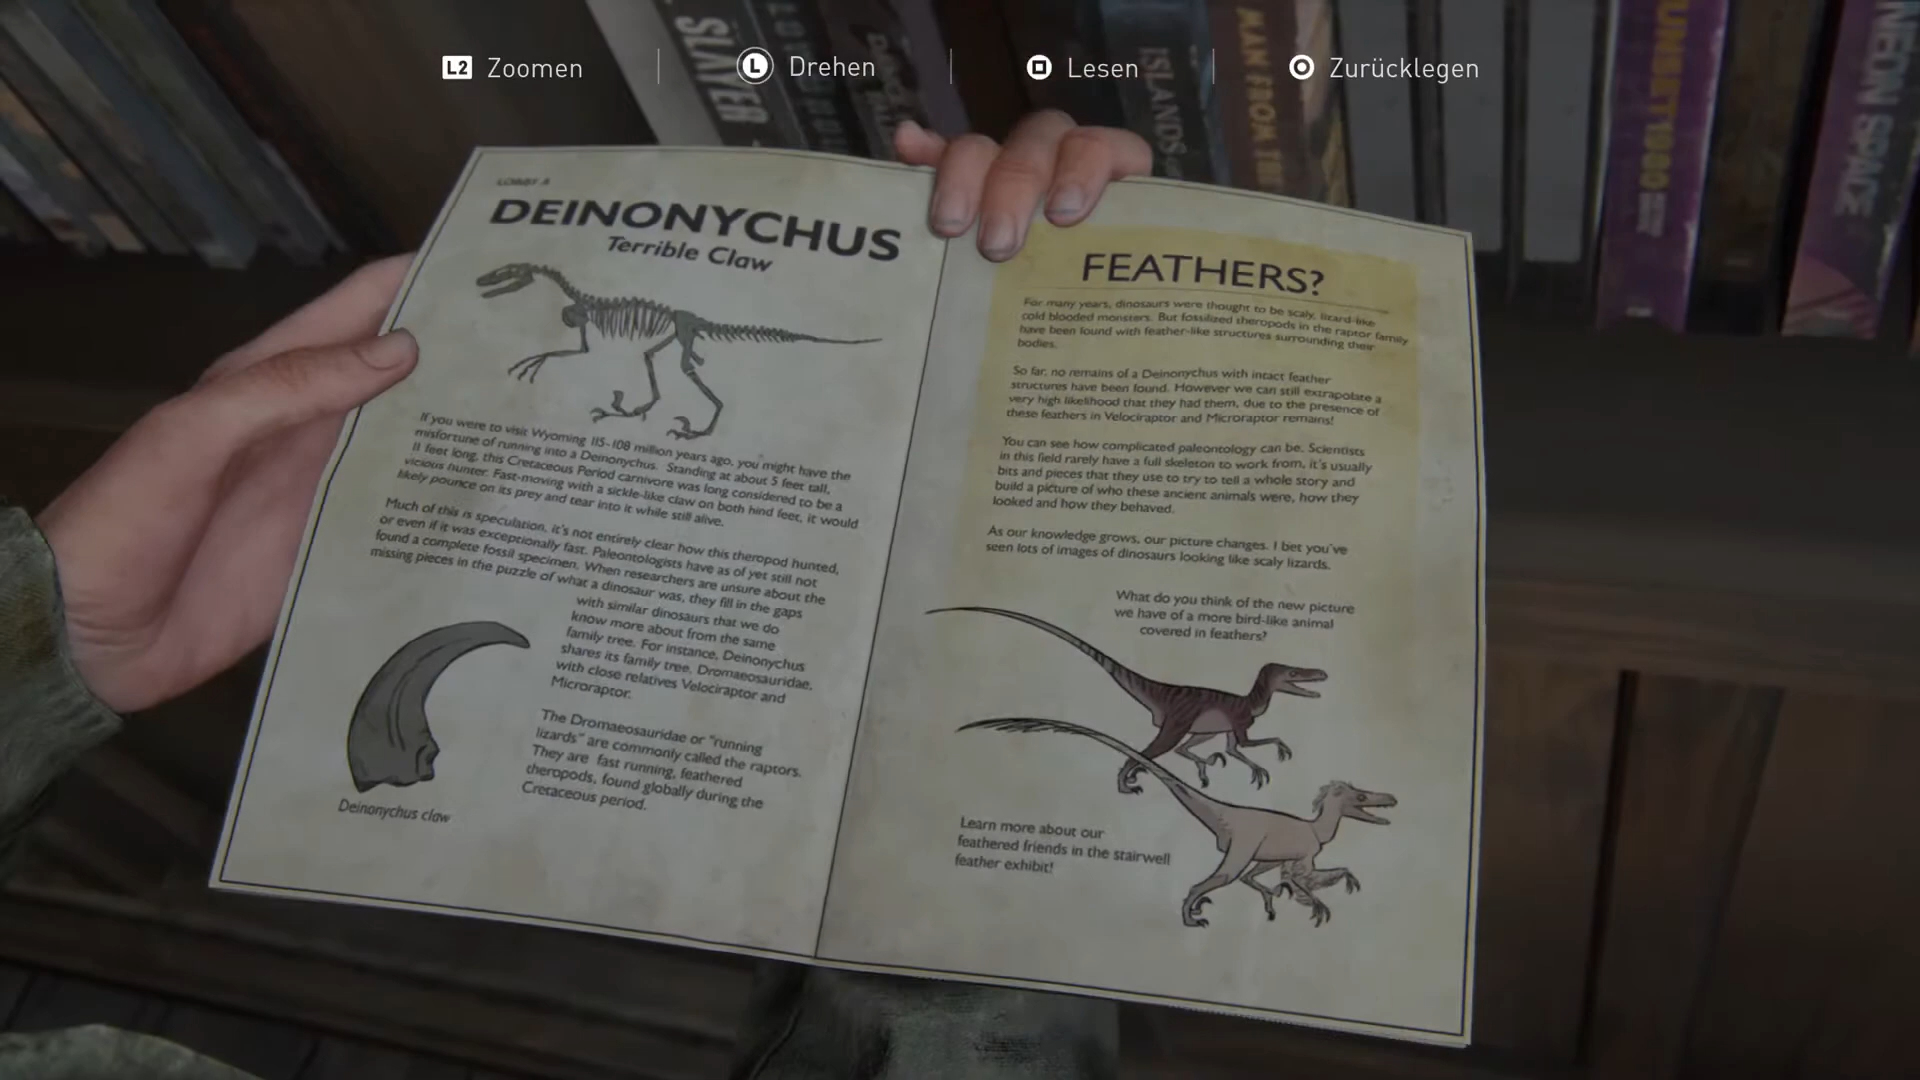 L2 Zoomen
L Drehen
Lesen
Zurücklegen
SLAYER
ISLANDS
MAN FROM THE
NEON SPACE
LOBBY A
DEINONYCHUS
Terrible Claw
If you were to visit Wyoming 115-108 million years ago, you might have the
misfortune of running into a Deinonychus. Standing at about 5 feet tall,
11 feet long, this Cretaceous Period carnivore was long considered to be a
vicious hunter. Fast-moving with a sickle-like claw on both hind feet, it would
likely pounce on its prey and tear into it while still alive.
Much of this is speculation, it's not entirely clear how this theropod hunted,
or even if it was exceptionally fast. Paleontologists have as of yet still not
found a complete fossil specimen. When researchers are unsure about the
missing pieces in the puzzle of what a dinosaur was, they fill in the gaps
with similar dinosaurs that we do
know more about from the same
family tree. For instance, Deinonychus
shares its family tree, Dromaeosauridae,
with close relatives Velociraptor and
Microraptor.
The Dromaeosauridae or "running
lizards" are commonly called the raptors.
They are fast running, feathered
theropods, found globally during the
Cretaceous period.
Deinonychus claw
FEATHERS?
For many years, dinosaurs were thought to be scaly, lizard-like
cold blooded monsters. But fossilized theropods in the raptor family
have been found with feather-like structures surrounding their
bodies.
So far, no remains of a Deinonychus with intact feather
structures have been found. However we can still extrapolate a
very high likelihood that they had them, due to the presence of
these feathers in Velociraptor and Microraptor remains!
You can see how complicated paleontology can be. Scientists
in this field rarely have a full skeleton to work from, it's usually
bits and pieces that they use to try to tell a whole story and
build a picture of who these ancient animals were, how they
looked and how they behaved.
As our knowledge grows, our picture changes. I bet you've
seen lots of images of dinosaurs looking like scaly lizards.
What do you think of the new picture
we have of a more bird-like animal
covered in feathers?
Learn more about our
feathered friends in the stairwell
feather exhibit!